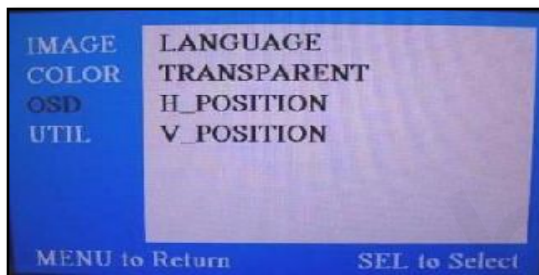 IMAGE LANGUAGE
COLOR TRANSPARENT
OSD H_POSITION
UTIL V_POSITION
MENU to Return SEL to Select